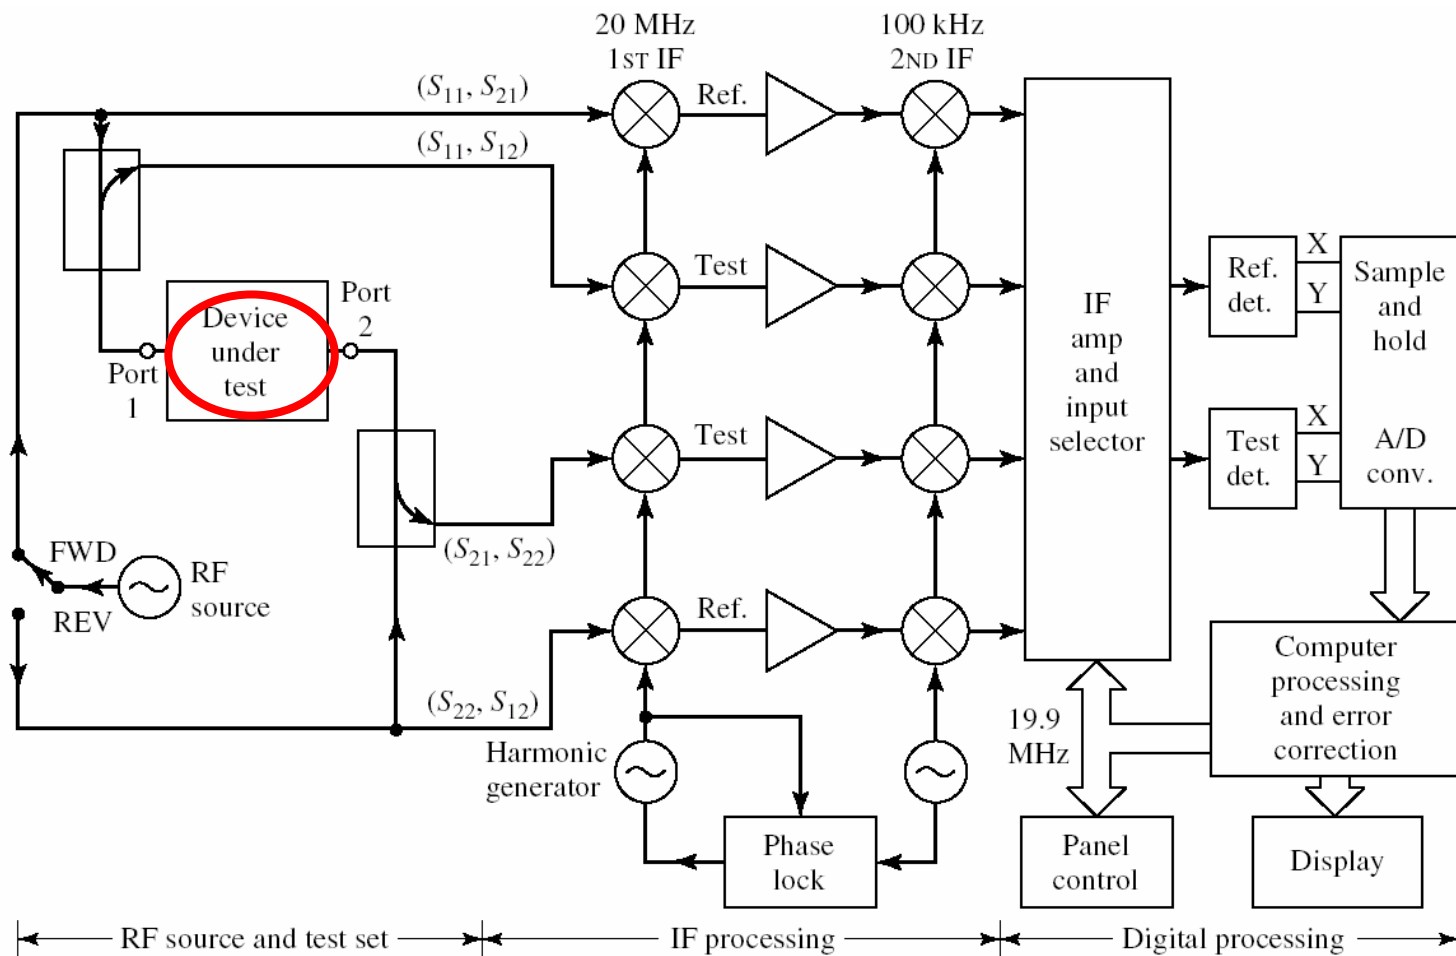 20 MHz
1ST IF
100 kHz
2ND IF
(S11, S21)
Ref.
(S11, S12)
Test
Port
2
Device
under
test
Port
1
IF
amp
and
input
selector
Ref.
det.
X
Y
Sample
and
hold
Test
Test
det.
X
Y
A/D
conv.
FWD
REV
RF
source
(S21, S22)
Ref.
(S22, S12)
Harmonic
generator
Phase
lock
19.9
MHz
Computer
processing
and error
correction
Panel
control
Display
RF source and test set
IF processing
Digital processing